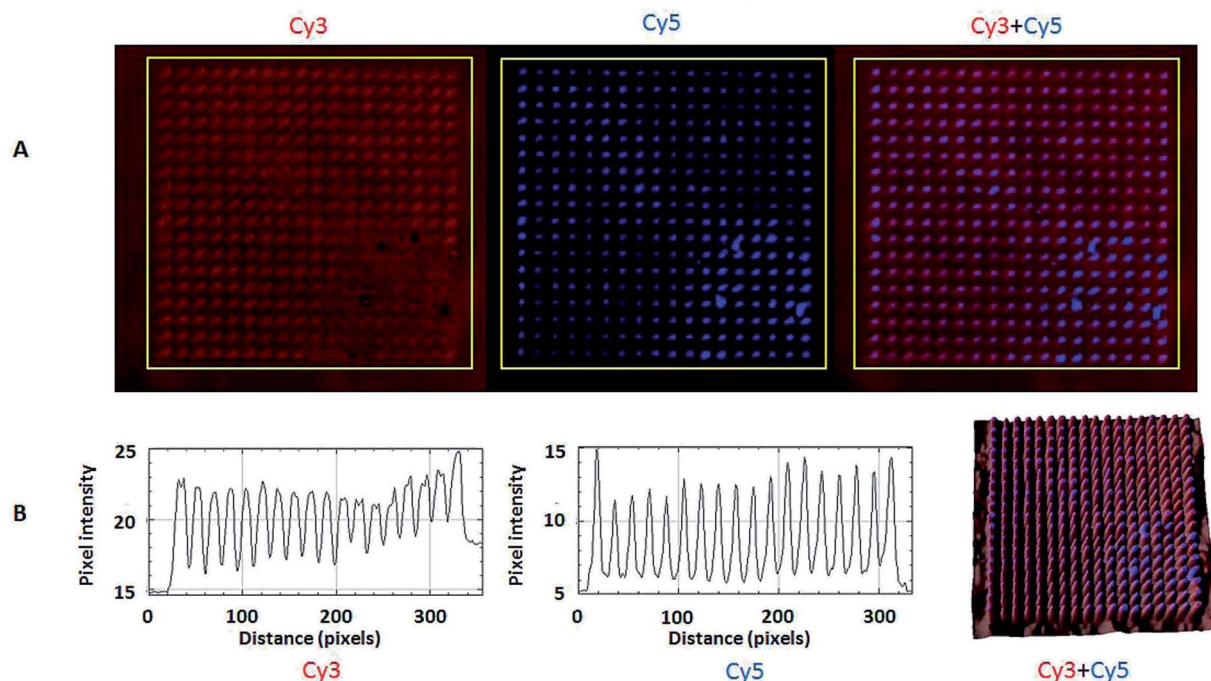 Cy3 Cy5 Cy3+Cy5
A
B
Pixel intensity
25
20
15
0 100 200 300
Distance (pixels)
Cy3
Pixel intensity
15
10
5
0 100 200 300
Distance (pixels)
Cy5
Cy3+Cy5